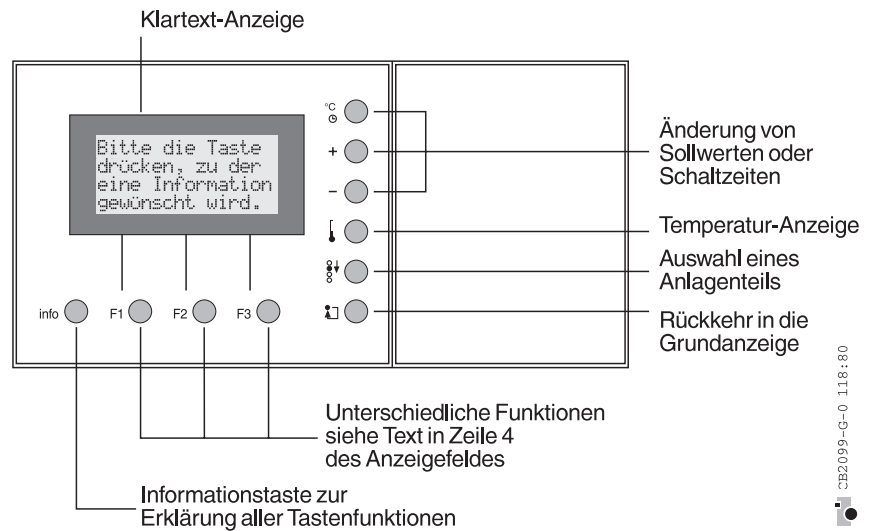 Klartext-Anzeige
Bitte die Taste
drücken, zu der
eine Information
gewünscht wird.
°C
+
−
info
F1
F2
F3
Änderung von
Sollwerten oder
Schaltzeiten
Temperatur-Anzeige
Auswahl eines
Anlagenteils
Rückkehr in die
Grundanzeige
Unterschiedliche Funktionen
siehe Text in Zeile 4
des Anzeigefeldes
Informationstaste zur
Erklärung aller Tastenfunktionen
CB2099-G-0 118:80